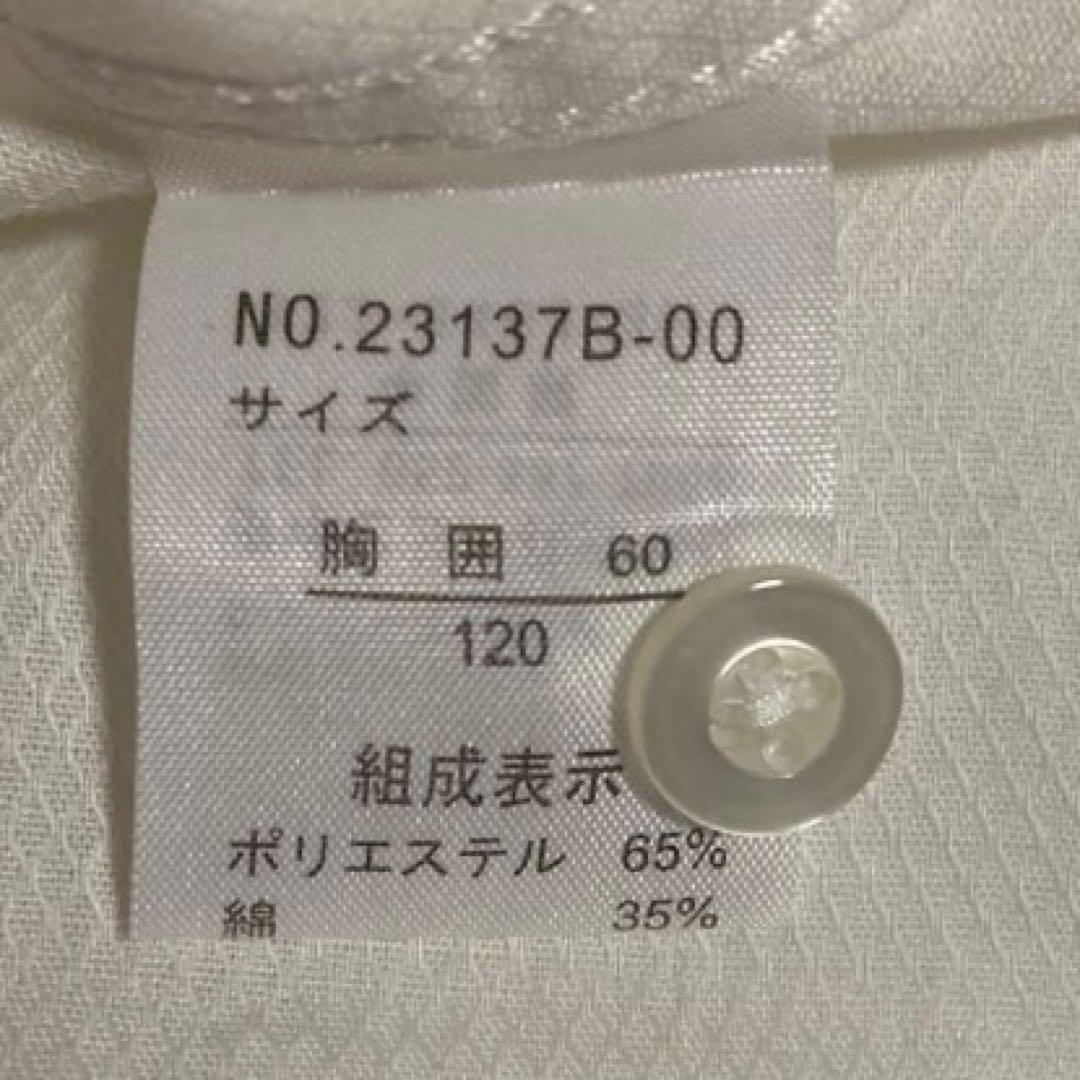 NO.23137B-00
サイズ
胸 囲 60
120
組成表示
ポリエステル 65%
綿 35%